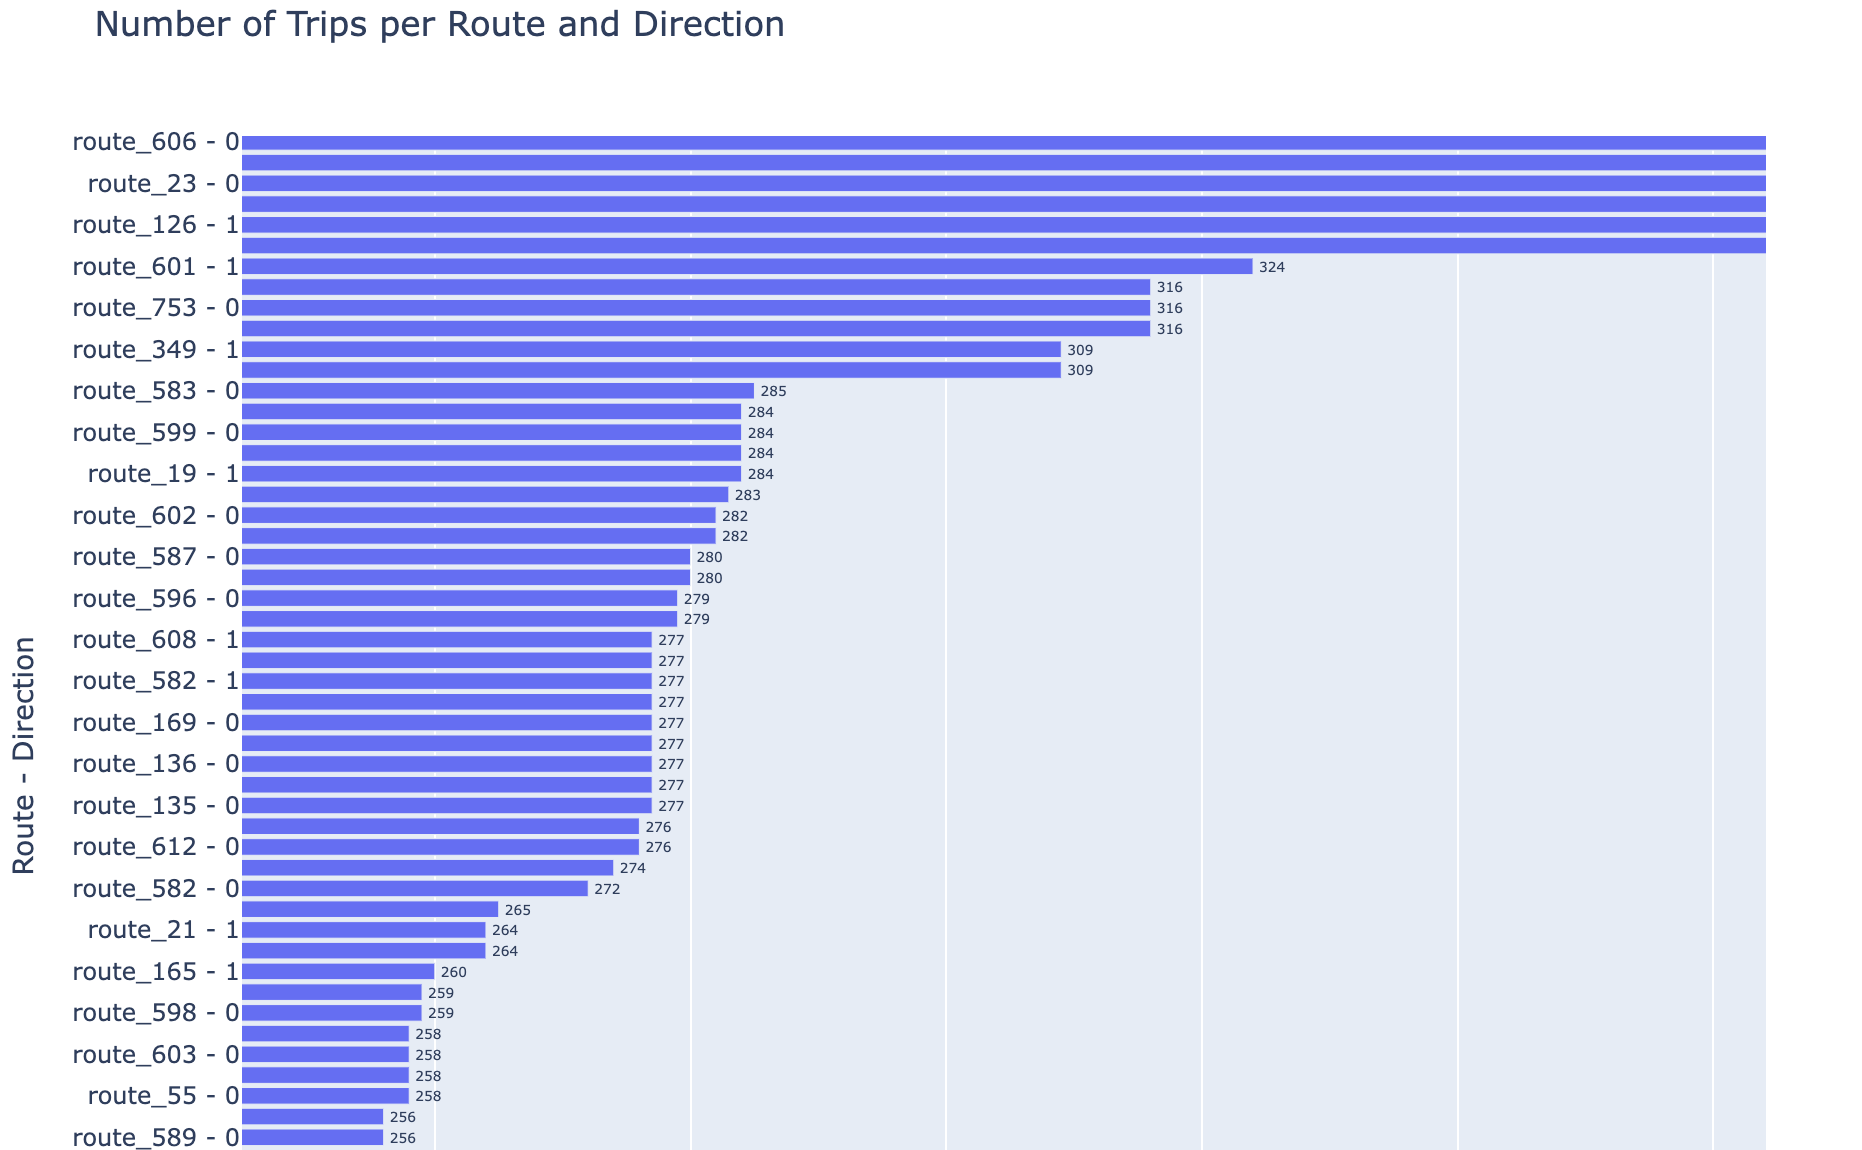 Number of Trips per Route and Direction
route_606 - 0
route_23 - 0
route_126 - 1
route_601 - 1 324
316
route_753 - 0 316
316
route_349 - 1 309
309
route_583 - 0 285
284
route_599 - 0 284
284
route_19 - 1 284
283
route_602 - 0 282
282
route_587 - 0 280
280
route_596 - 0 279
279
route_608 - 1 277
277
route_582 - 1 277
277
route_169 - 0 277
277
route_136 - 0 277
277
route_135 - 0 277
276
route_612 - 0 276
274
route_582 - 0 272
265
route_21 - 1 264
264
route_165 - 1 260
259
route_598 - 0 259
258
route_603 - 0 258
258
route_55 - 0 258
256
route_589 - 0 256
Route - Direction